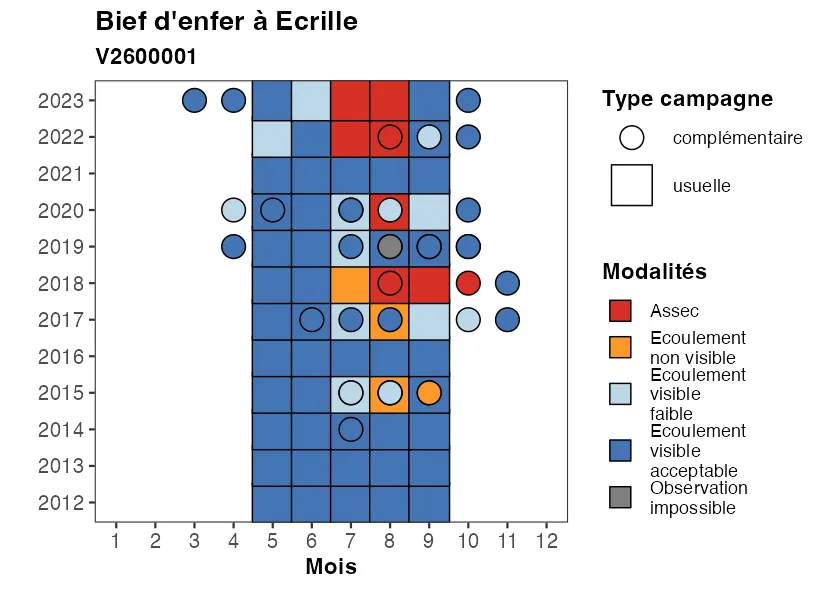 Bief d'enfer à Ecrille
V2600001
2023
2022
2021
2020
2019
2018
2017
2016
2015
2014
2013
2012
1 2 3 4 5 6 7 8 9 10 11 12
Mois
Type campagne
complémentaire
usuelle
Modalités
Assec
Ecoulement
non visible
Ecoulement
visible
faible
Ecoulement
visible
acceptable
Observation
impossible